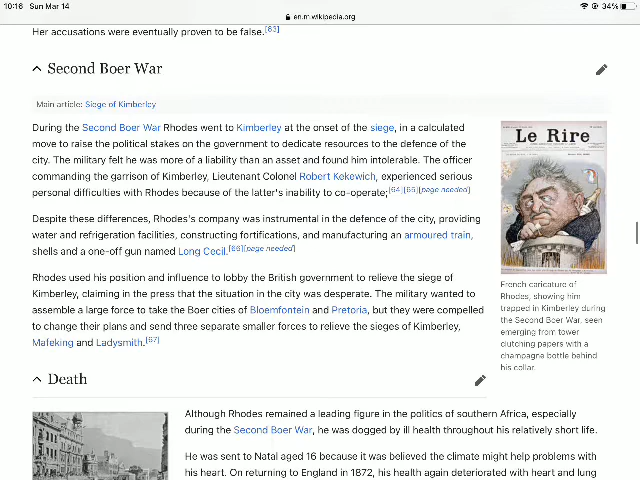 10:16 Sun Mar 14
34%
en.m.wikipedia.org
Her accusations were eventually proven to be false.[63]
Second Boer War
Main article: Siege of Kimberley
During the Second Boer War Rhodes went to Kimberley at the onset of the siege, in a calculated
move to raise the political stakes on the government to dedicate resources to the defence of the
city. The military felt he was more of a liability than an asset and found him intolerable. The officer
commanding the garrison of Kimberley, Lieutenant Colonel Robert Kekewich, experienced serious
personal difficulties with Rhodes because of the latter's inability to co-operate;[64][65][page needed]
Despite these differences, Rhodes's company was instrumental in the defence of the city, providing
water and refrigeration facilities, constructing fortifications, and manufacturing an armoured train,
shells and a one-off gun named Long Cecil.[66][page needed]
Rhodes used his position and influence to lobby the British government to relieve the siege of
Kimberley, claiming in the press that the situation in the city was desperate. The military wanted to
assemble a large force to take the Boer cities of Bloemfontein and Pretoria, but they were compelled
to change their plans and send three separate smaller forces to relieve the sieges of Kimberley,
Mafeking and Ladysmith.[67]
Le Rire
French caricature of
Rhodes, showing him
trapped in Kimberley during
the Second Boer War, seen
emerging from tower
clutching papers with a
champagne bottle behind
his collar.
Death
Although Rhodes remained a leading figure in the politics of southern Africa, especially
during the Second Boer War, he was dogged by ill health throughout his relatively short life.
He was sent to Natal aged 16 because it was believed the climate might help problems with
his heart. On returning to England in 1872, his health again deteriorated with heart and lung